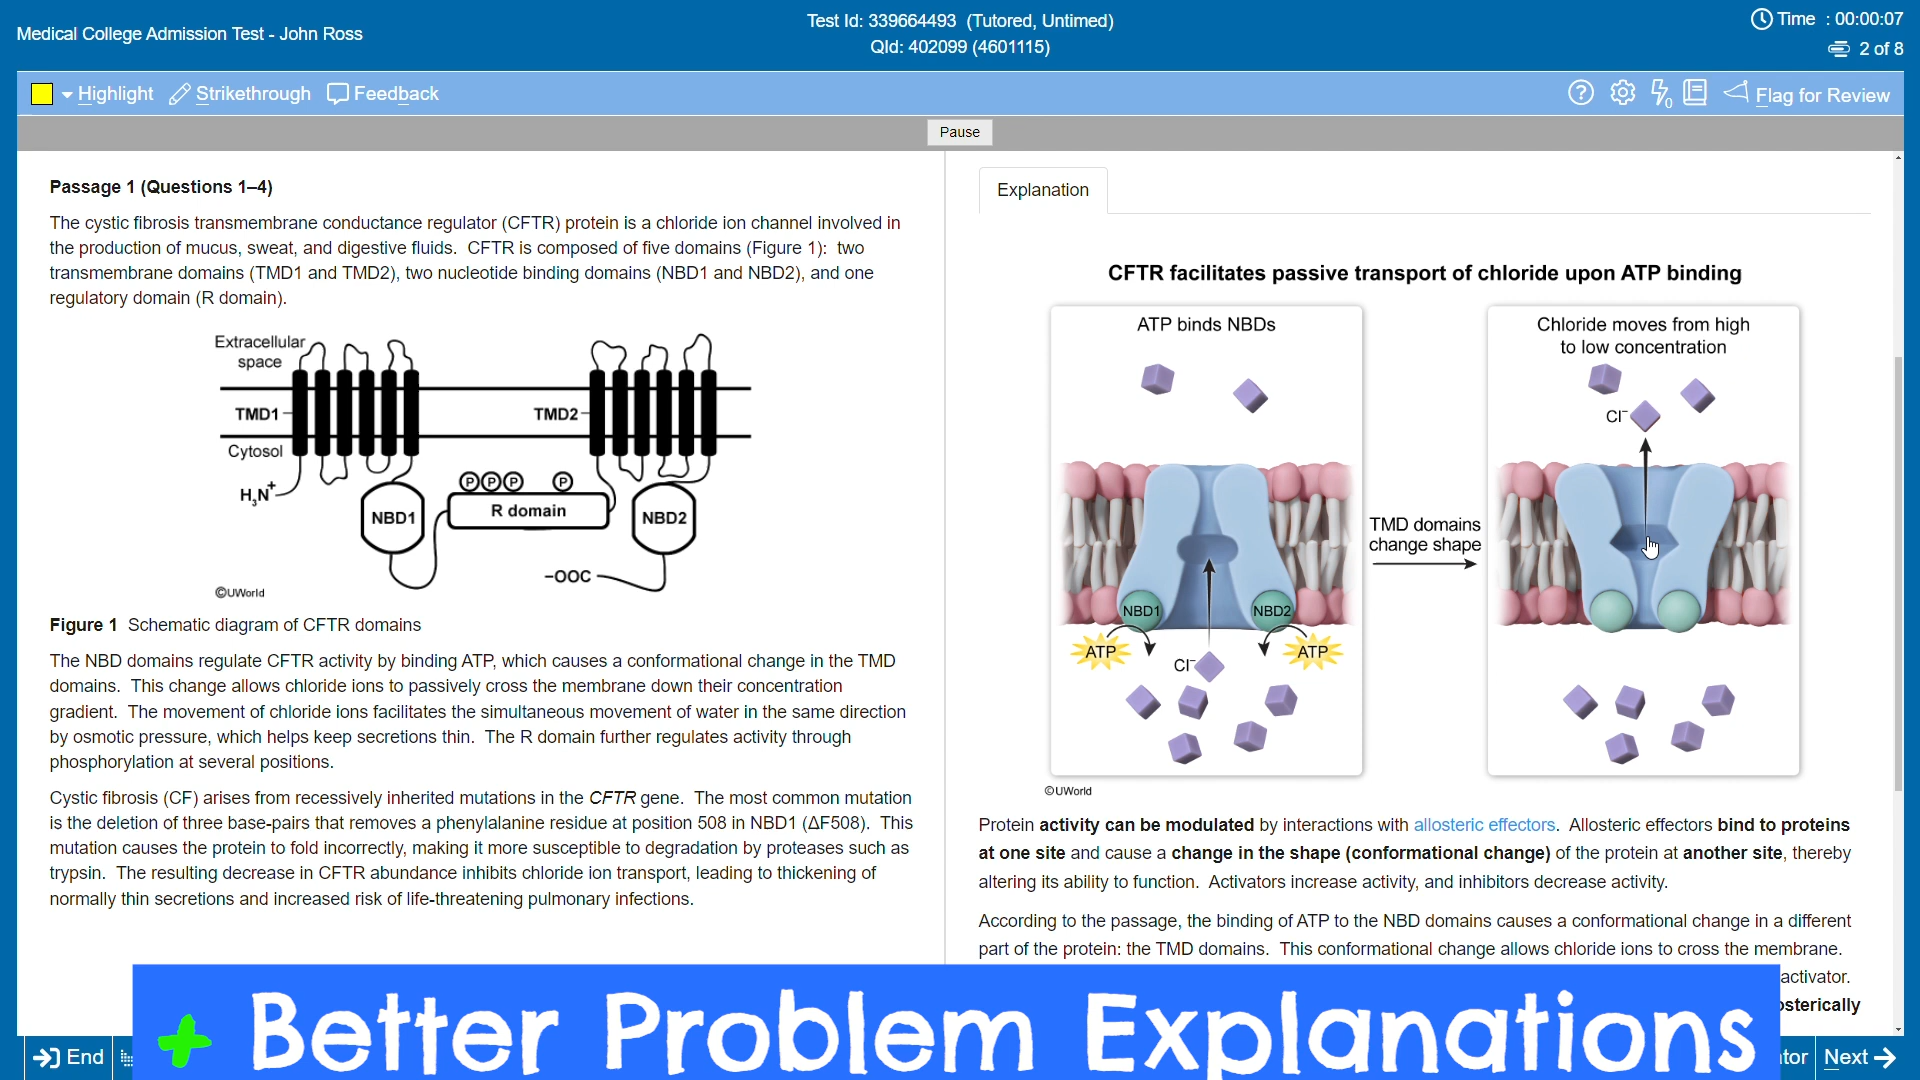 Medical College Admission Test - John Ross
Test Id: 339664493 (Tutored, Untimed)
QId: 402099 (4601115)
Time : 00:00:07
2 of 8
Highlight
Strikethrough
Feedback
0
Flag for Review
Pause
Passage 1 (Questions 1–4)
The cystic fibrosis transmembrane conductance regulator (CFTR) protein is a chloride ion channel involved in
the production of mucus, sweat, and digestive fluids. CFTR is composed of five domains (Figure 1): two
transmembrane domains (TMD1 and TMD2), two nucleotide binding domains (NBD1 and NBD2), and one
regulatory domain (R domain).
Extracellular
space
TMD1
TMD2
Cytosol
H₃N⁺
P P P P
NBD1
R domain
NBD2
–OOC
©UWorld
Figure 1 Schematic diagram of CFTR domains
The NBD domains regulate CFTR activity by binding ATP, which causes a conformational change in the TMD
domains. This change allows chloride ions to passively cross the membrane down their concentration
gradient. The movement of chloride ions facilitates the simultaneous movement of water in the same direction
by osmotic pressure, which helps keep secretions thin. The R domain further regulates activity through
phosphorylation at several positions.
Cystic fibrosis (CF) arises from recessively inherited mutations in the CFTR gene. The most common mutation
is the deletion of three base-pairs that removes a phenylalanine residue at position 508 in NBD1 (ΔF508). This
mutation causes the protein to fold incorrectly, making it more susceptible to degradation by proteases such as
trypsin. The resulting decrease in CFTR abundance inhibits chloride ion transport, leading to thickening of
normally thin secretions and increased risk of life-threatening pulmonary infections.
Explanation
CFTR facilitates passive transport of chloride upon ATP binding
ATP binds NBDs
NBD1
NBD2
ATP
ATP
Cl⁻
TMD domains
change shape
Chloride moves from high
to low concentration
Cl⁻
©UWorld
Protein activity can be modulated by interactions with allosteric effectors. Allosteric effectors bind to proteins
at one site and cause a change in the shape (conformational change) of the protein at another site, thereby
altering its ability to function. Activators increase activity, and inhibitors decrease activity.
According to the passage, the binding of ATP to the NBD domains causes a conformational change in a different
part of the protein: the TMD domains. This conformational change allows chloride ions to cross the membrane.
activator.
+ Better Problem Explanations
End
Next